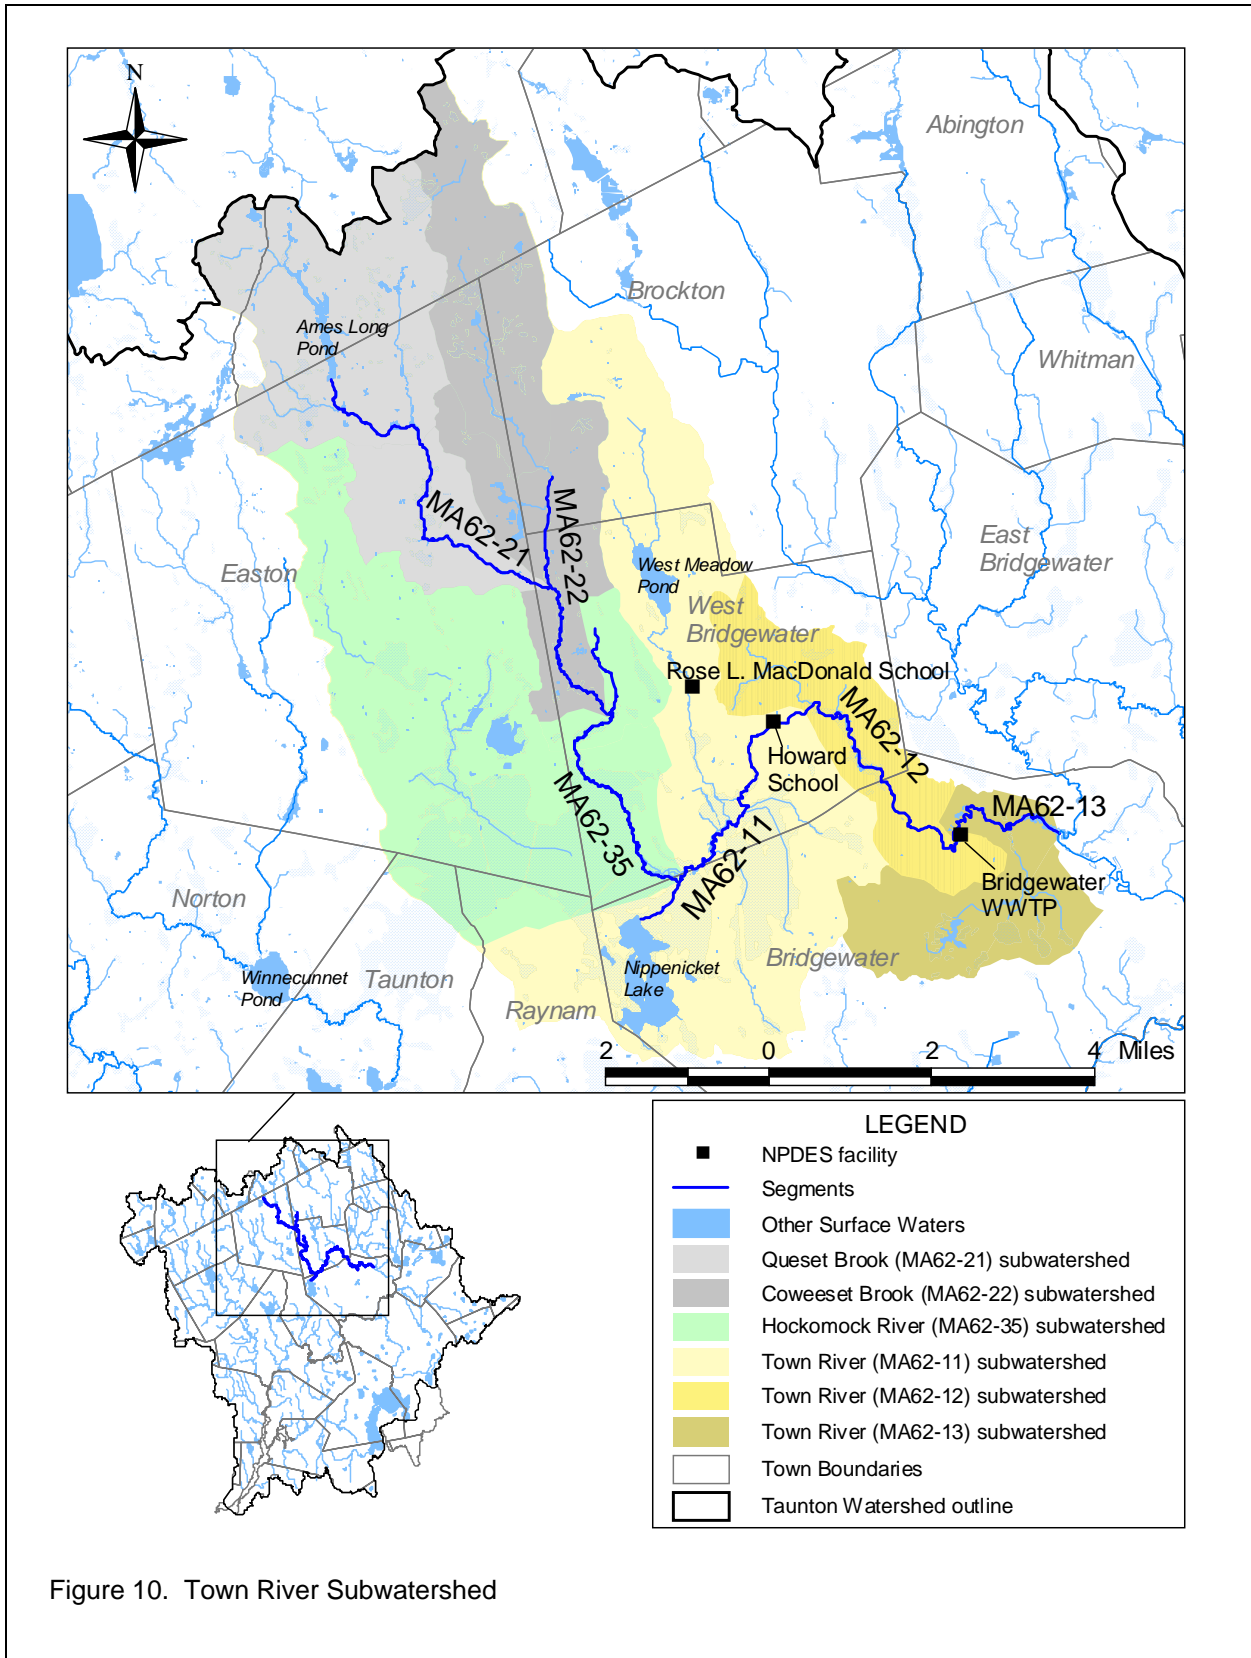 N
Abington
Brockton
Ames Long
Pond
Whitman
MA62-21
MA62-22
East
Bridgewater
Easton
West Meadow
Pond
West
Bridgewater
Rose L. MacDonald School
MA62-12
Howard
School
MA62-35
MA62-11
MA62-13
Bridgewater
WWTP
Norton
Winnecunnet
Pond
Taunton
Raynam
Nippenicket
Lake
Bridgewater
2 0 2 4 Miles
LEGEND
NPDES facility
Segments
Other Surface Waters
Queset Brook (MA62-21) subwatershed
Coweeset Brook (MA62-22) subwatershed
Hockomock River (MA62-35) subwatershed
Town River (MA62-11) subwatershed
Town River (MA62-12) subwatershed
Town River (MA62-13) subwatershed
Town Boundaries
Taunton Watershed outline
Figure 10. Town River Subwatershed